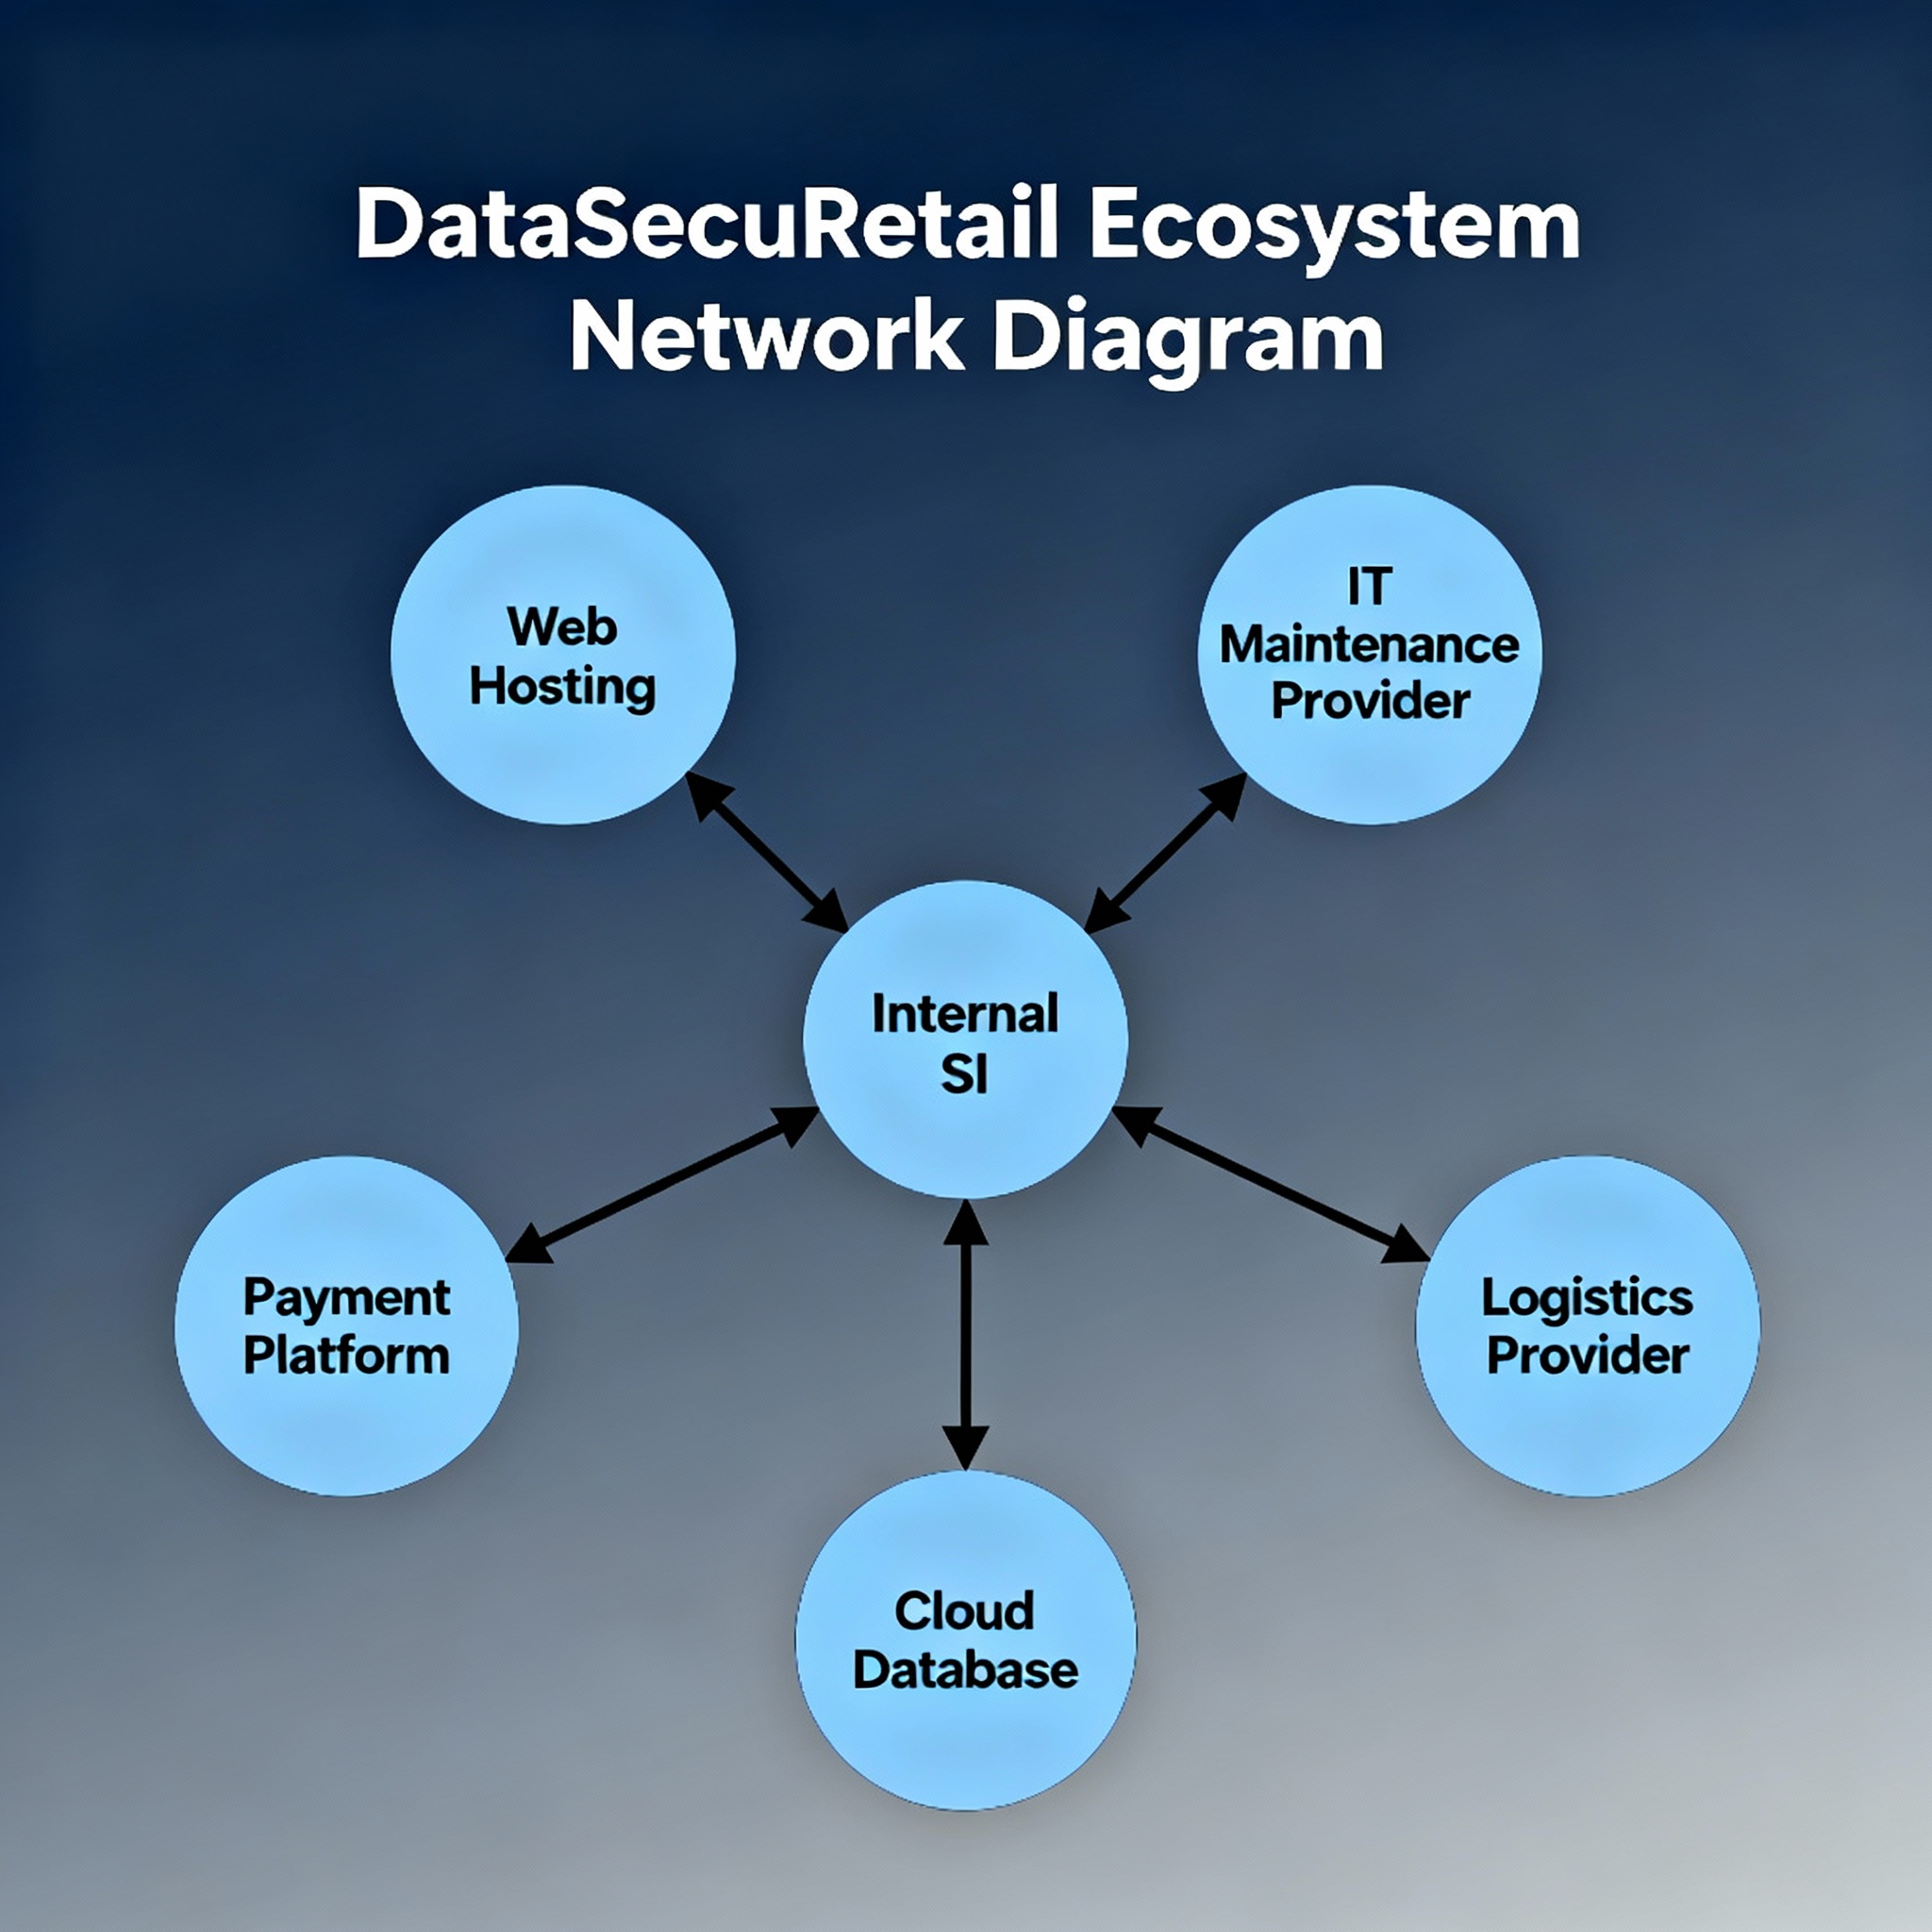 DataSecuRetail Ecosystem
Network Diagram
Web
Hosting
IT
Maintenance
Provider
Internal
SI
Payment
Platform
Logistics
Provider
Cloud
Database